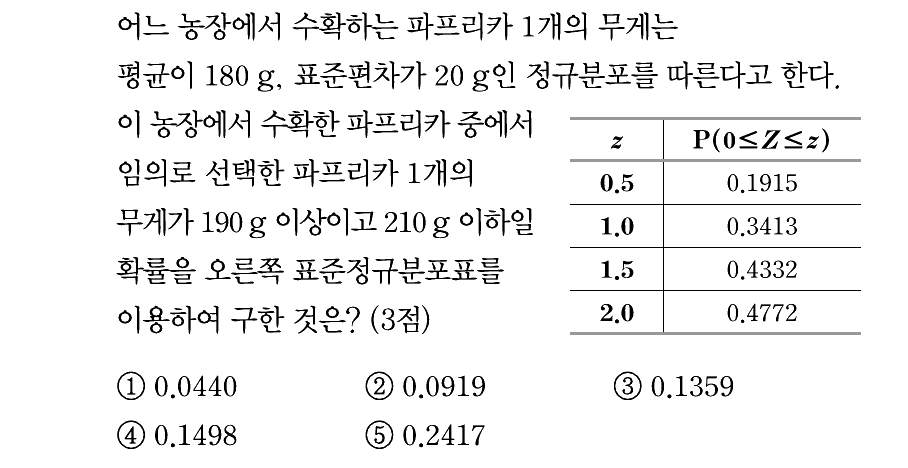 어느 농장에서 수확하는 파프리카 1개의 무게는
평균이 180 g, 표준편차가 20 g인 정규분포를 따른다고 한다.
이 농장에서 수확한 파프리카 중에서
임의로 선택한 파프리카 1개의
무게가 190 g 이상이고 210 g 이하일
확률을 오른쪽 표준정규분포표를
이용하여 구한 것은? (3점)
z P(0≤Z≤z)
0.5 0.1915
1.0 0.3413
1.5 0.4332
2.0 0.4772
① 0.0440 ② 0.0919 ③ 0.1359
④ 0.1498 ⑤ 0.2417